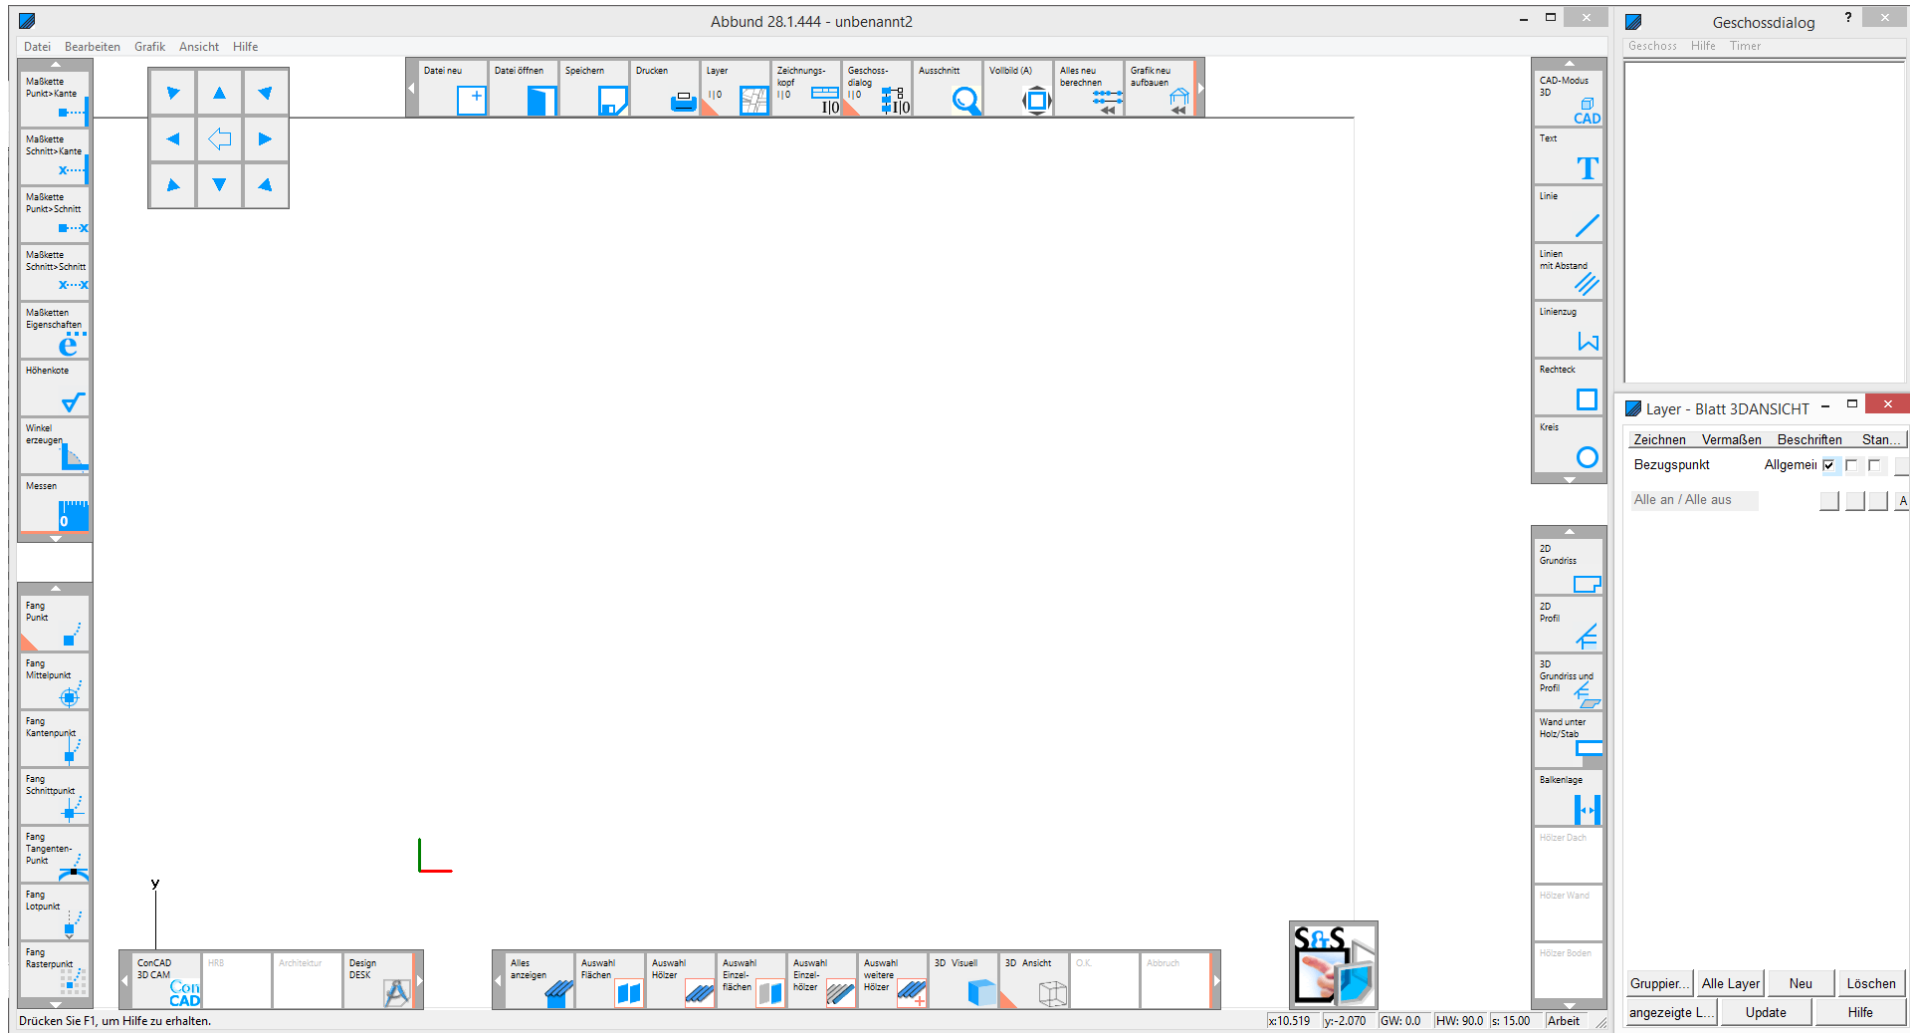 Abbund 28.1.444 - unbenannt2
Datei Bearbeiten Grafik Ansicht Hilfe
Maßkette
Punkt>Kante
Maßkette
Schnitt>Kante
x
Maßkette
Punkt>Schnitt
x
Maßkette
Schnitt>Schnitt
x x
Maßketten
Eigenschaften
e
Höhenkote
Winkel
erzeugen
Messen
0
Fang
Punkt
Fang
Mittelpunkt
Fang
Kantenpunkt
Fang
Schnittpunkt
Fang
Tangenten-
Punkt
Fang
Lotpunkt
Fang
Rasterpunkt
Datei neu
Datei öffnen
Speichern
Drucken
Layer
I|0
Zeichnungs-
kopf
I|0
I|0
Geschoss-
dialog
I|0
I|0
Ausschnitt
Vollbild (A)
Alles neu
berechnen
Grafik neu
aufbauen
CAD-Modus
3D
CAD
Text
T
Linie
Linien
mit Abstand
Linienzug
Rechteck
Kreis
2D
Grundriss
2D
Profil
3D
Grundriss und
Profil
Wand unter
Holz/Stab
Balkenlage
Hölzer Dach
Hölzer Wand
Hölzer Boden
y
ConCAD
3D CAM
Con
CAD
HRB
Architektur
Design
DESK
Alles
anzeigen
Auswahl
Flächen
Auswahl
Hölzer
Auswahl
Einzel-
flächen
Auswahl
Einzel-
hölzer
Auswahl
weitere
Hölzer
3D Visuell
3D Ansicht
O.K.
Abbruch
S&S
Drücken Sie F1, um Hilfe zu erhalten.
x:10.519 y:-2.070 GW: 0.0 HW: 90.0 s: 15.00 Arbeit
Geschossdialog
?
Geschoss Hilfe Timer
Layer - Blatt 3DANSICHT
Zeichnen Vermaßen Beschriften Stan...
Bezugspunkt Allgemein
Alle an / Alle aus A
Gruppier... Alle Layer Neu Löschen
angezeigte L... Update Hilfe